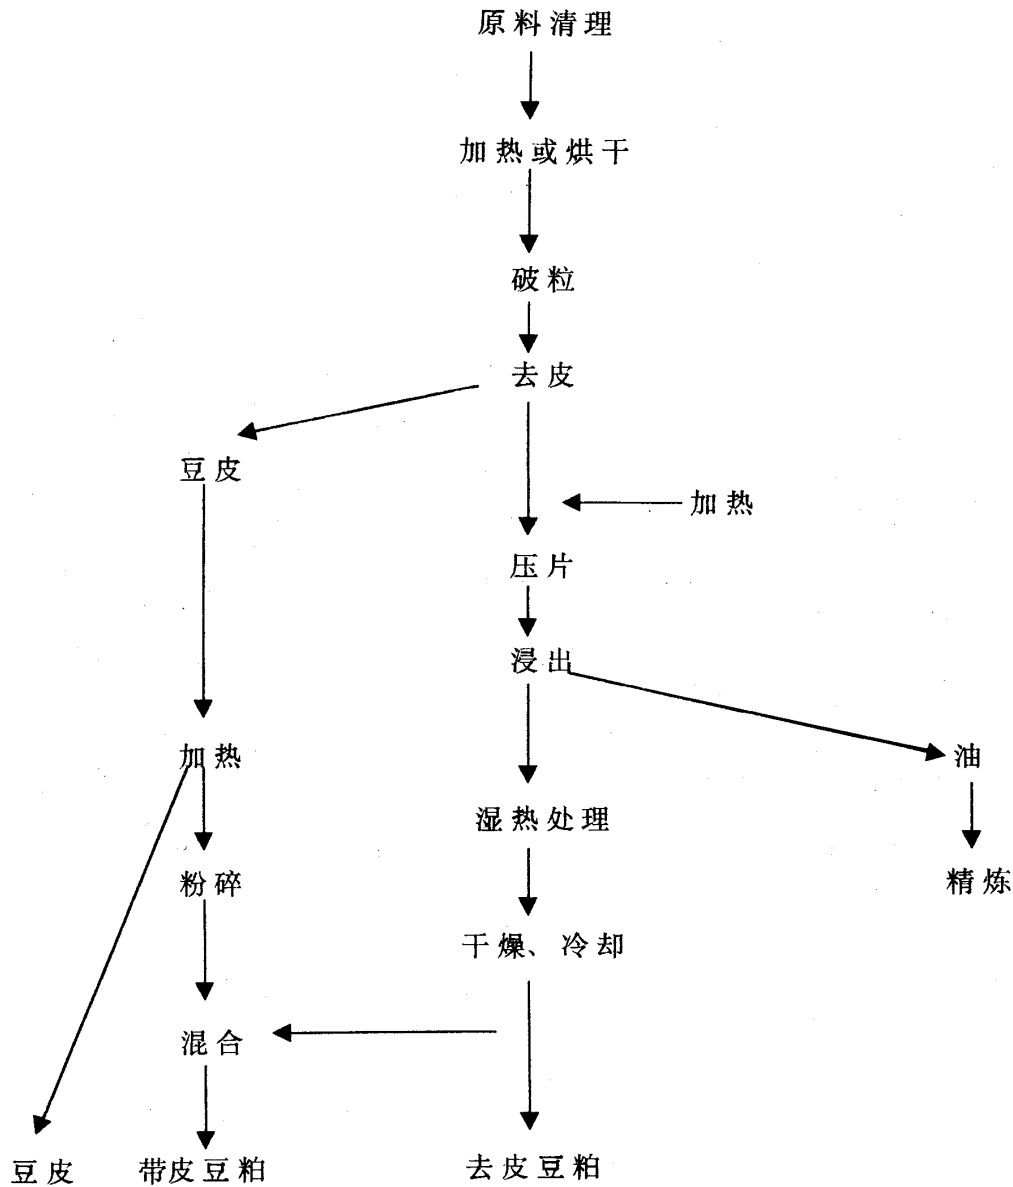 原料清理
加热或烘干
破粒
去皮
豆皮
加热
压片
浸出
加热
油
湿热处理
粉碎
精炼
干燥、冷却
混合
豆皮
带皮豆粕
去皮豆粕